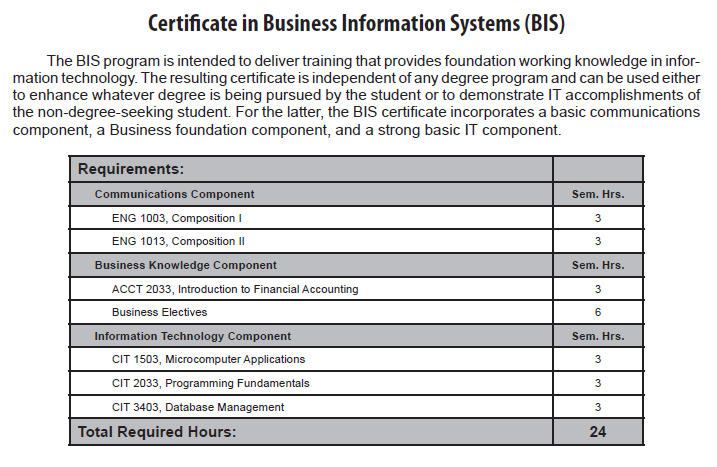 Certificate in Business Information Systems (BIS)
The BIS program is intended to deliver training that provides foundation working knowledge in infor-
mation technology. The resulting certificate is independent of any degree program and can be used either
to enhance whatever degree is being pursued by the student or to demonstrate IT accomplishments of
the non-degree-seeking student. For the latter, the BIS certificate incorporates a basic communications
component, a Business foundation component, and a strong basic IT component.
Requirements:
Communications Component Sem. Hrs.
ENG 1003, Composition I 3
ENG 1013, Composition II 3
Business Knowledge Component Sem. Hrs.
ACCT 2033, Introduction to Financial Accounting 3
Business Electives 6
Information Technology Component Sem. Hrs.
CIT 1503, Microcomputer Applications 3
CIT 2033, Programming Fundamentals 3
CIT 3403, Database Management 3
Total Required Hours: 24